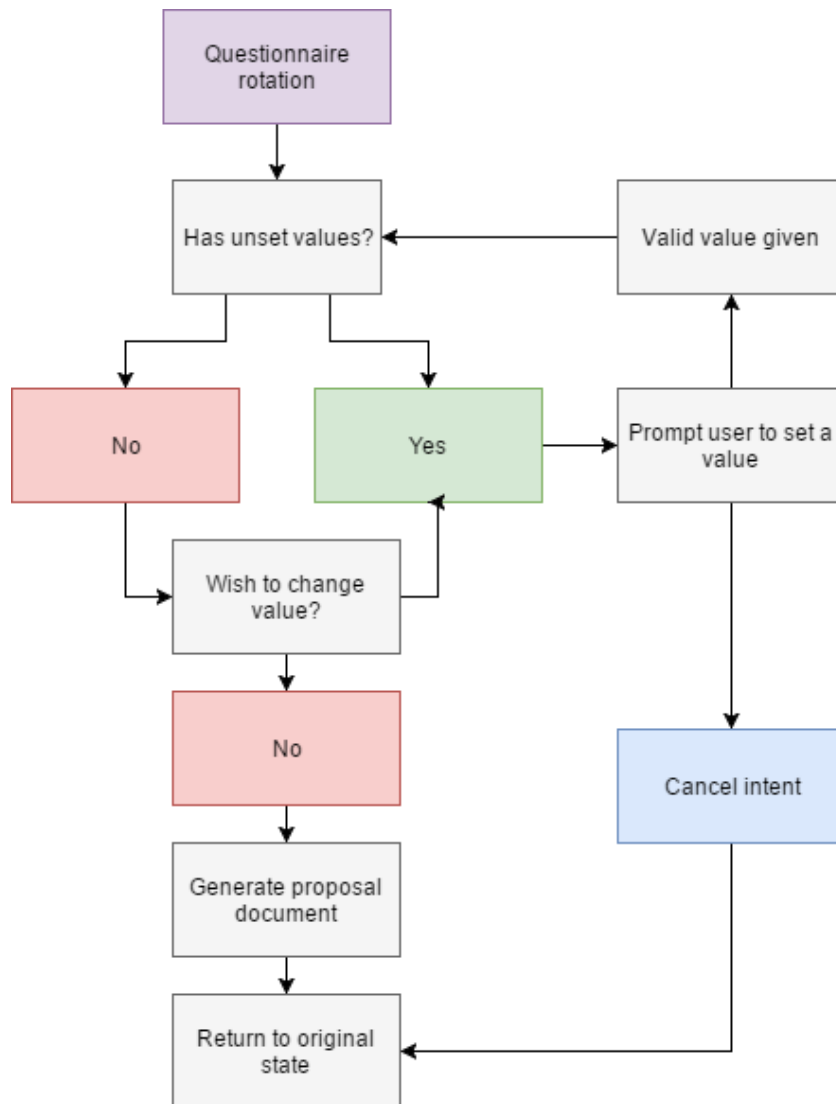 Questionnaire
rotation
Has unset values?
Valid value given
No
Yes
Prompt user to set a
value
Wish to change
value?
No
Cancel intent
Generate proposal
document
Return to original
state